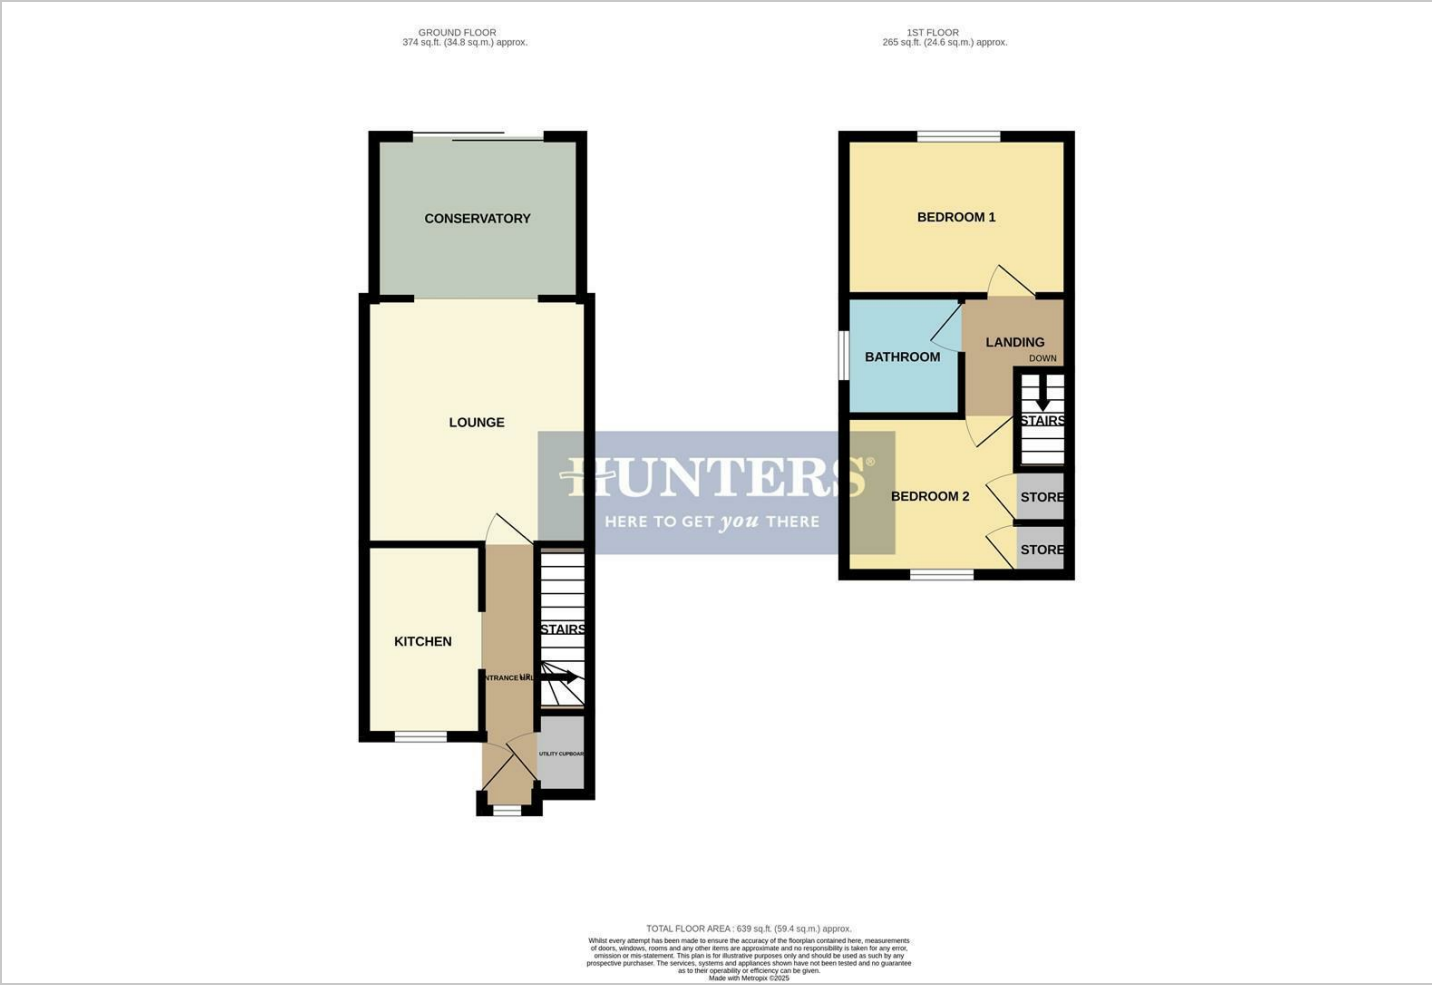 GROUND FLOOR
374 sq.ft. (34.8 sq.m.) approx.
1ST FLOOR
265 sq.ft. (24.6 sq.m.) approx.
CONSERVATORY
LOUNGE
KITCHEN
STAIRS
UTILITY CUPBOAR
BEDROOM 1
BATHROOM
LANDING
DOWN
STAIRS
BEDROOM 2
STORE
STORE
HUNTERS®
HERE TO GET you THERE
TOTAL FLOOR AREA : 639 sq.ft. (59.4 sq.m.) approx.
Whilst every attempt has been made to ensure the accuracy of the floorplan contained here, measurements
of doors, windows, rooms and any other items are approximate and no responsibility is taken for any error,
omission or mis-statement. This plan is for illustrative purposes only and should be used as such by any
prospective purchaser. The services, systems and appliances shown have not been tested and no guarantee
as to their operability or efficiency can be given.
Made with Metropix ©2025